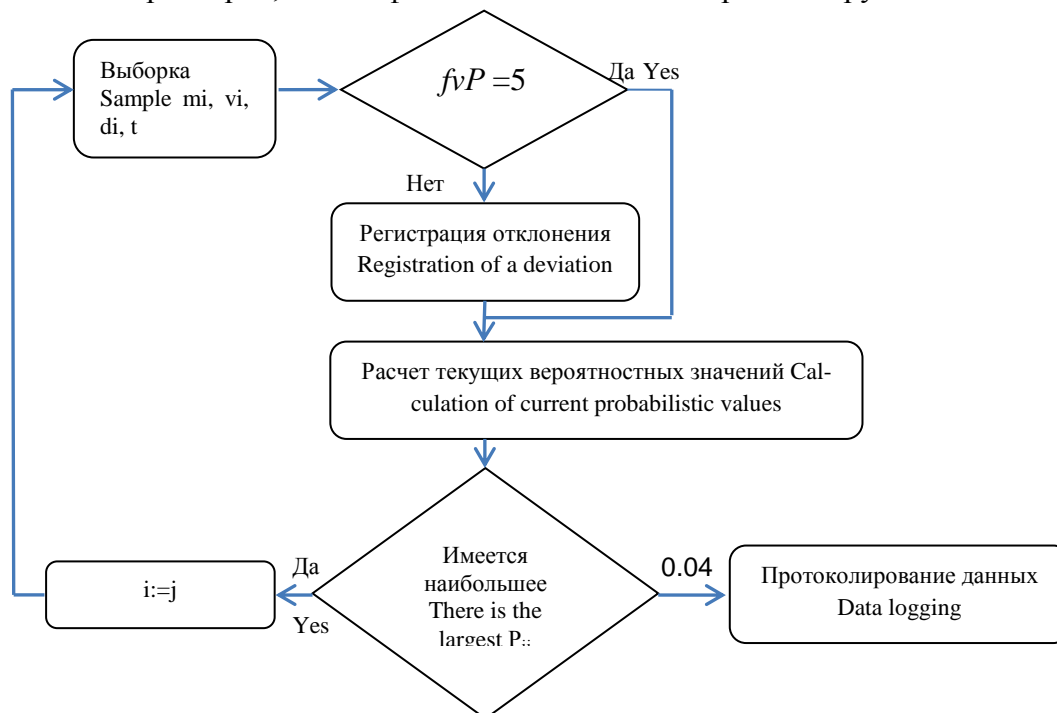 Выборка
Sample mi, vi,
di, t
fvP =5
Да Yes
Нет
Регистрация отклонения
Registration of a deviation
Расчет текущих вероятностных значений Cal-
culation of current probabilistic values
Имеется
наибольшее
There is the
largest P
Да
Yes
i:=j
0.04
Протоколирование данных
Data logging